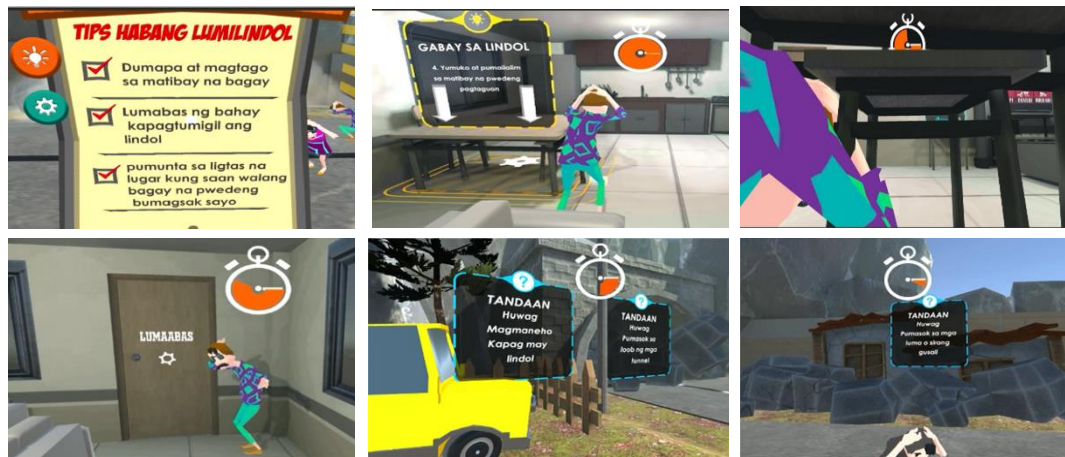 TIPS HABANG LUMILINDOL
Dumapa at magtago
sa matibay na bagay
Lumabas ng bahay
kapagtumigil ang
lindol
pumunta sa ligtas na
lugar kung saan walang
bagay na pwedeng
bumagsak sayo
GABAY SA LINDOL
4. Yumuko at pumailalim
sa matibay na pwedeng
pagtaguan
LUMAABAS
TANDAAN
Huwag
Magmaneho
Kapag may
lindol
TANDAAN
Huwag
Pumasok sa
loob ng mga
tunnel
TANDAAN
Huwag
Pumasok sa mga
luma o sirang
gusali